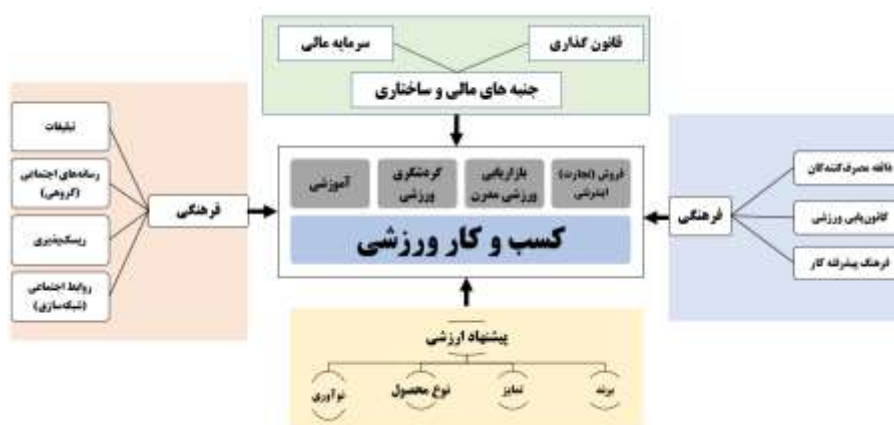 قانون گذاری
سرمایه مالی
جنبه های مالی و ساختاری
ذائقه مصرف‌کنندگان
کانون‌یابی ورزشی
فرهنگ پیشرفته کار
فرهنگی
فروش (تجارت)
اینترنتی
بازاریابی
ورزشی مدرن
گردشگری
ورزشی
آموزشی
کسب و کار ورزشی
فرهنگی
تبلیغات
رسانه‌های اجتماعی
(گروهی)
ریسک‌پذیری
روابط اجتماعی
(شبکه‌سازی)
پیشنهاد ارزشی
برند
تمایز
نوع محصول
نوآوری